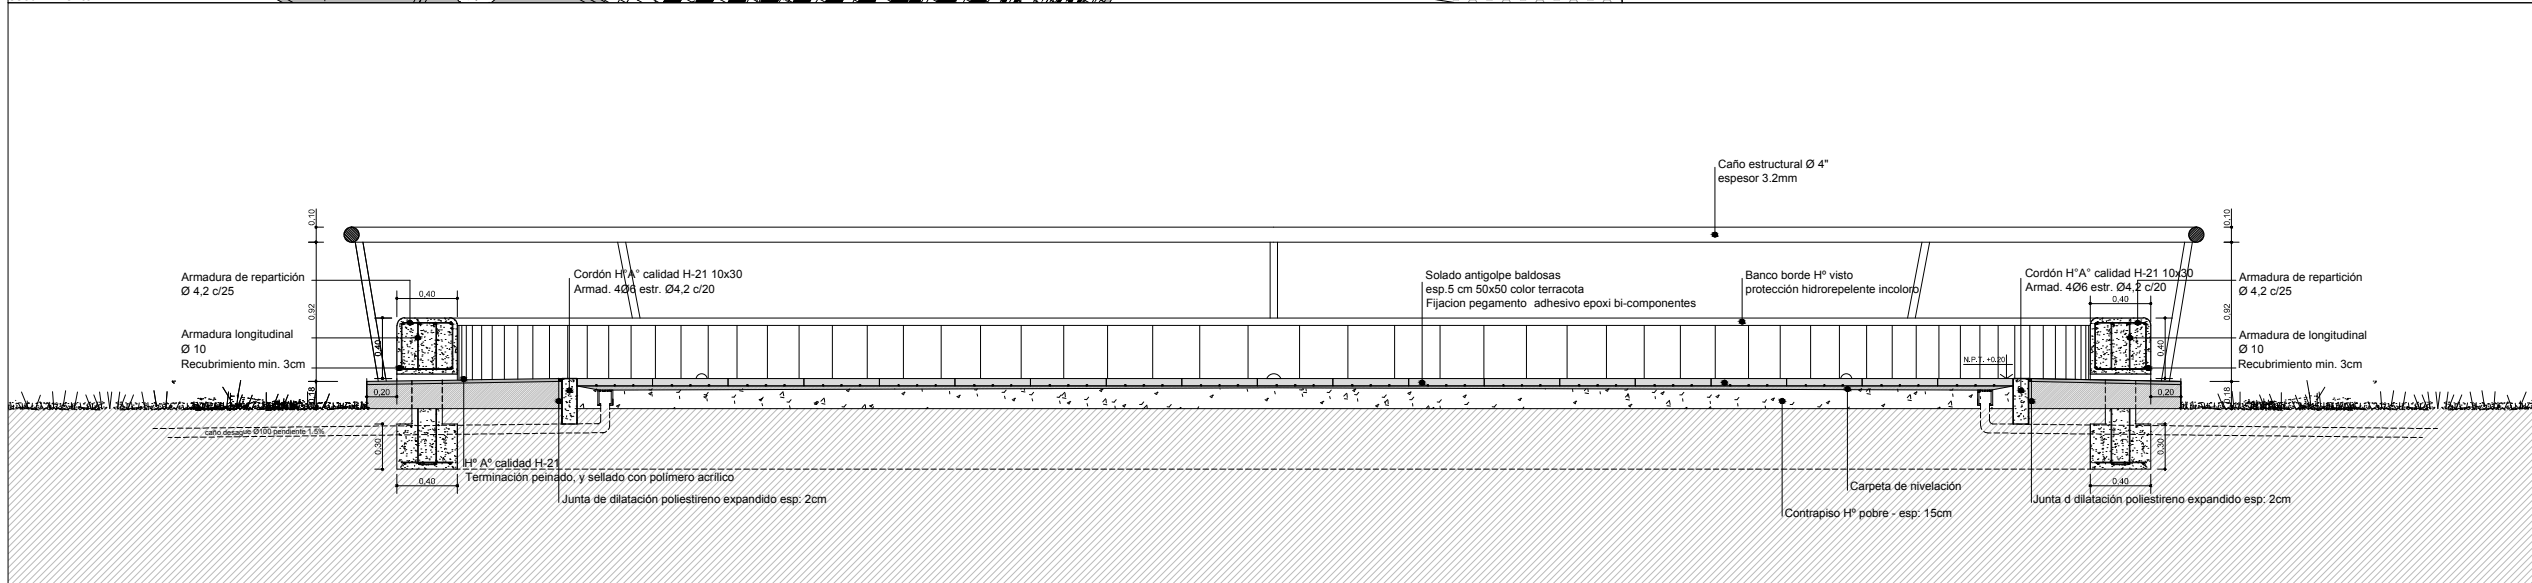 Caño estructural Ø 4"
espesor 3.2mm
0,10
0,10
Armadura de repartición
Ø 4,2 c/25
Cordón H°A° calidad H-21 10x30
Armad. 4Ø6 estr. Ø4,2 c/20
Solado antigolpe baldosas
esp.5 cm 50x50 color terracota
Fijacion pegamento adhesivo epoxi bi-componentes
Banco borde Hº visto
protección hidrorepelente incoloro
Cordón H°A° calidad H-21 10x30
Armad. 4Ø6 estr. Ø4,2 c/20
Armadura de repartición
Ø 4,2 c/25
0,40
0,40
0,92
0,92
Armadura longitudinal
Ø 10
Recubrimiento min. 3cm
0,40
0,40
Armadura de longitudinal
Ø 10
Recubrimiento min. 3cm
N.P.T. +0.20
0,20
0,18
0,20
0,18
caño desague Ø100 pendiente 1.5%
0,30
0,30
Hº Aº calidad H-21
Terminación peinado, y sellado con polímero acrílico
0,40
0,40
Junta de dilatación poliestireno expandido esp: 2cm
Carpeta de nivelación
Junta d dilatación poliestireno expandido esp: 2cm
Contrapiso Hº pobre - esp: 15cm